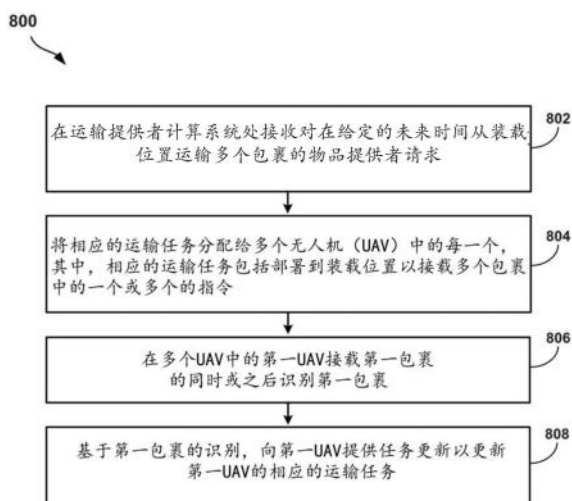 800
在运输提供者计算系统处接收对在给定的未来时间从装载
位置运输多个包裹的物品提供者请求
802
将相应的运输任务分配给多个无人机（UAV）中的每一个，
其中，相应的运输任务包括部署到装载位置以接载多个包裹
中的一个或多个的指令
804
在多个UAV中的第一UAV接载第一包裹
的同时或之后识别第一包裹
806
基于第一包裹的识别，向第一UAV提供任务更新以更新
第一UAV的相应的运输任务
808